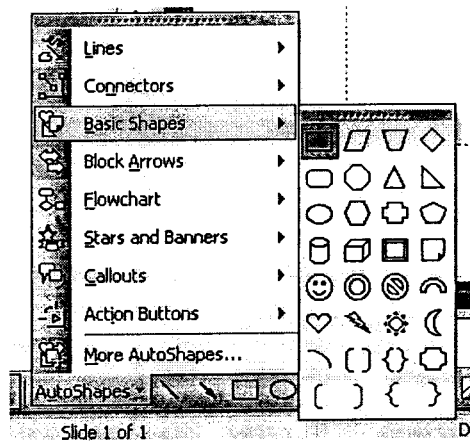 Lines
Connectors
Basic Shapes
Block Arrows
Flowchart
Stars and Banners
Callouts
Action Buttons
More AutoShapes...
AutoShapes
Slide 1 of 1
D